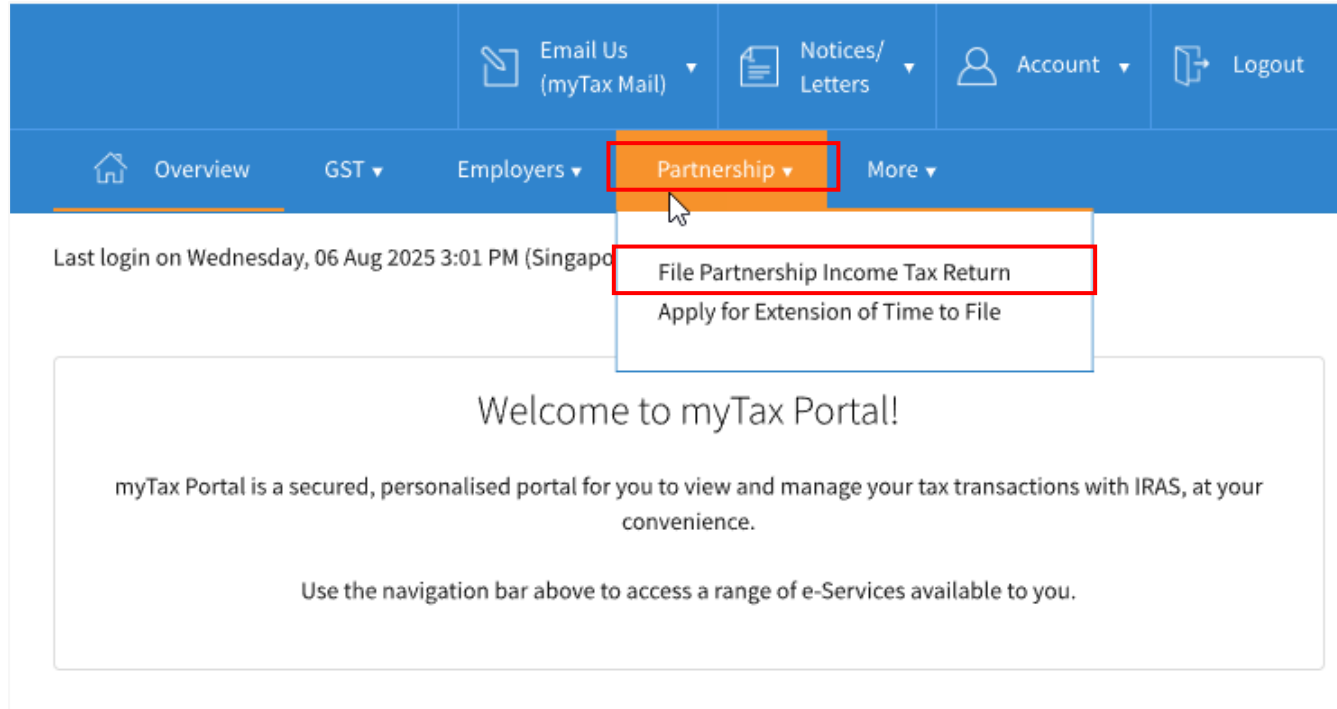 Email Us
(myTax Mail)
Notices/
Letters
Account
Logout
Overview
GST
Employers
Partnership
More
Last login on Wednesday, 06 Aug 2025 3:01 PM (Singapo
File Partnership Income Tax Return
Apply for Extension of Time to File
Welcome to myTax Portal!
myTax Portal is a secured, personalised portal for you to view and manage your tax transactions with IRAS, at your
convenience.
Use the navigation bar above to access a range of e-Services available to you.